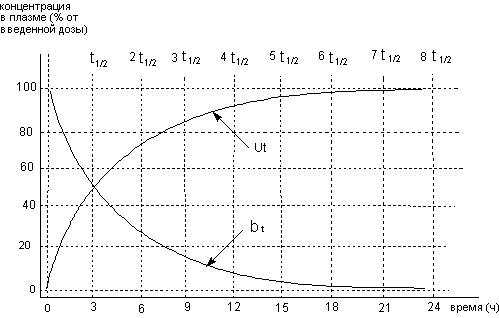 концентрация
в плазме (% от
введенной дозы)
t1/2 2 t1/2 3 t1/2 4 t1/2 5 t1/2 6 t1/2 7 t1/2 8 t1/2
100
80
60
40
20
0
Ut
bt
0 3 6 9 12 15 18 21 24 время (ч)